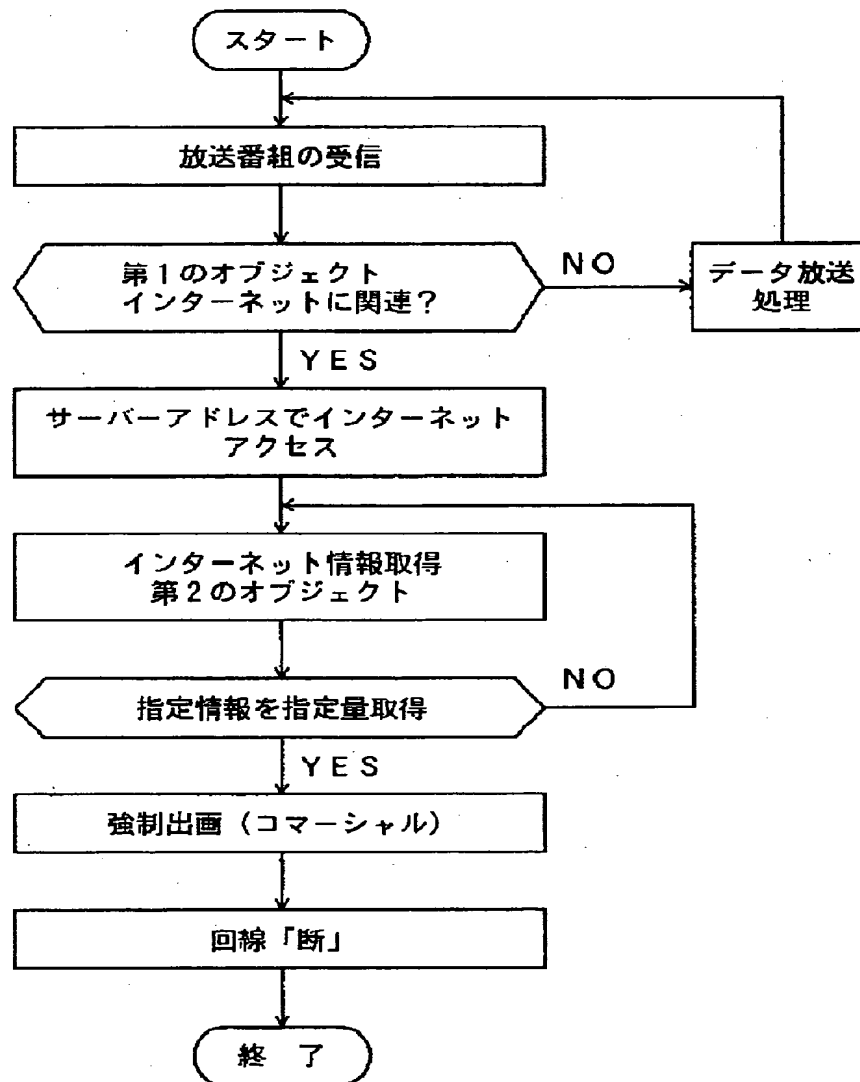 スタート
放送番組の受信
第1のオブジェクト
インターネットに関連?
NO
データ放送
処理
YES
サーバーアドレスでインターネット
アクセス
インターネット情報取得
第2のオブジェクト
指定情報を指定量取得
NO
YES
強制出画(コマーシャル)
回線「断」
終 了